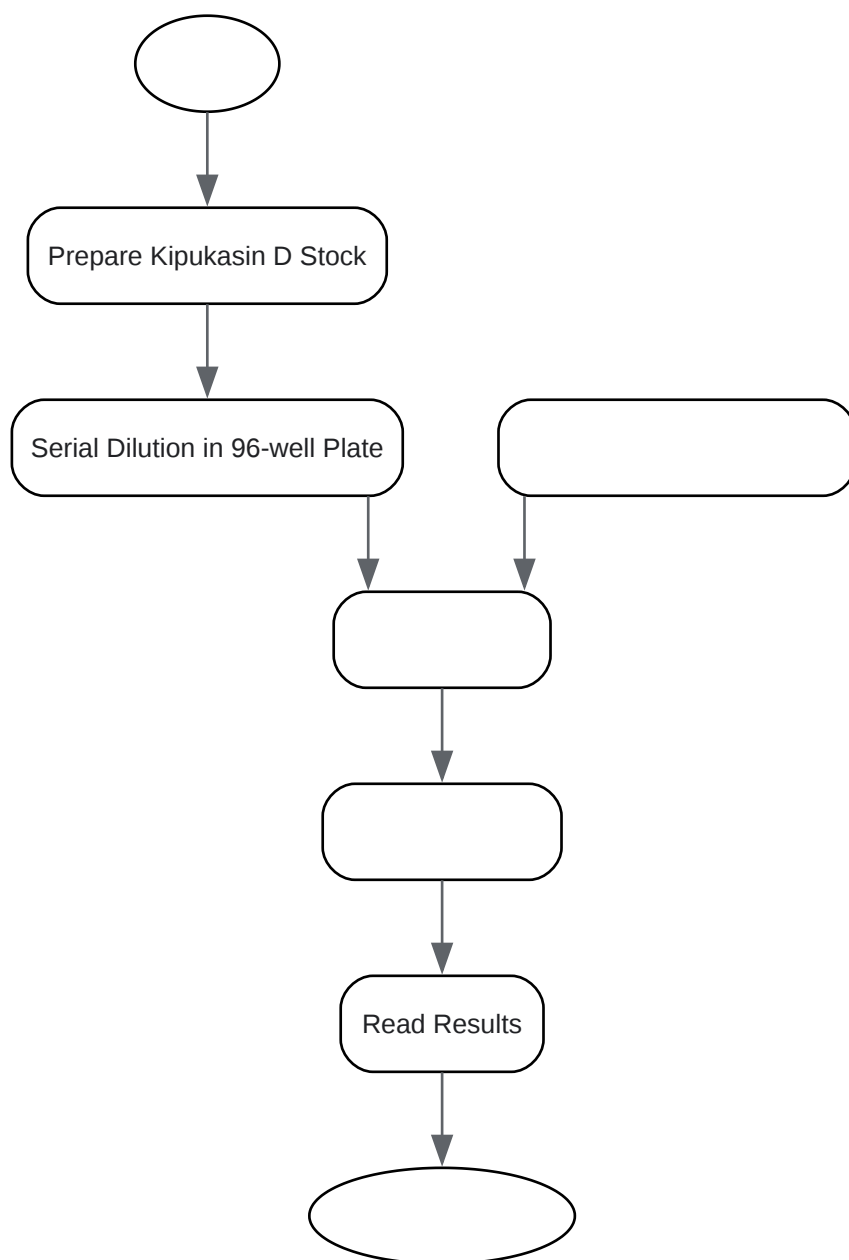 Prepare Kipukasin D Stock
Serial Dilution in 96-well Plate
Read Results